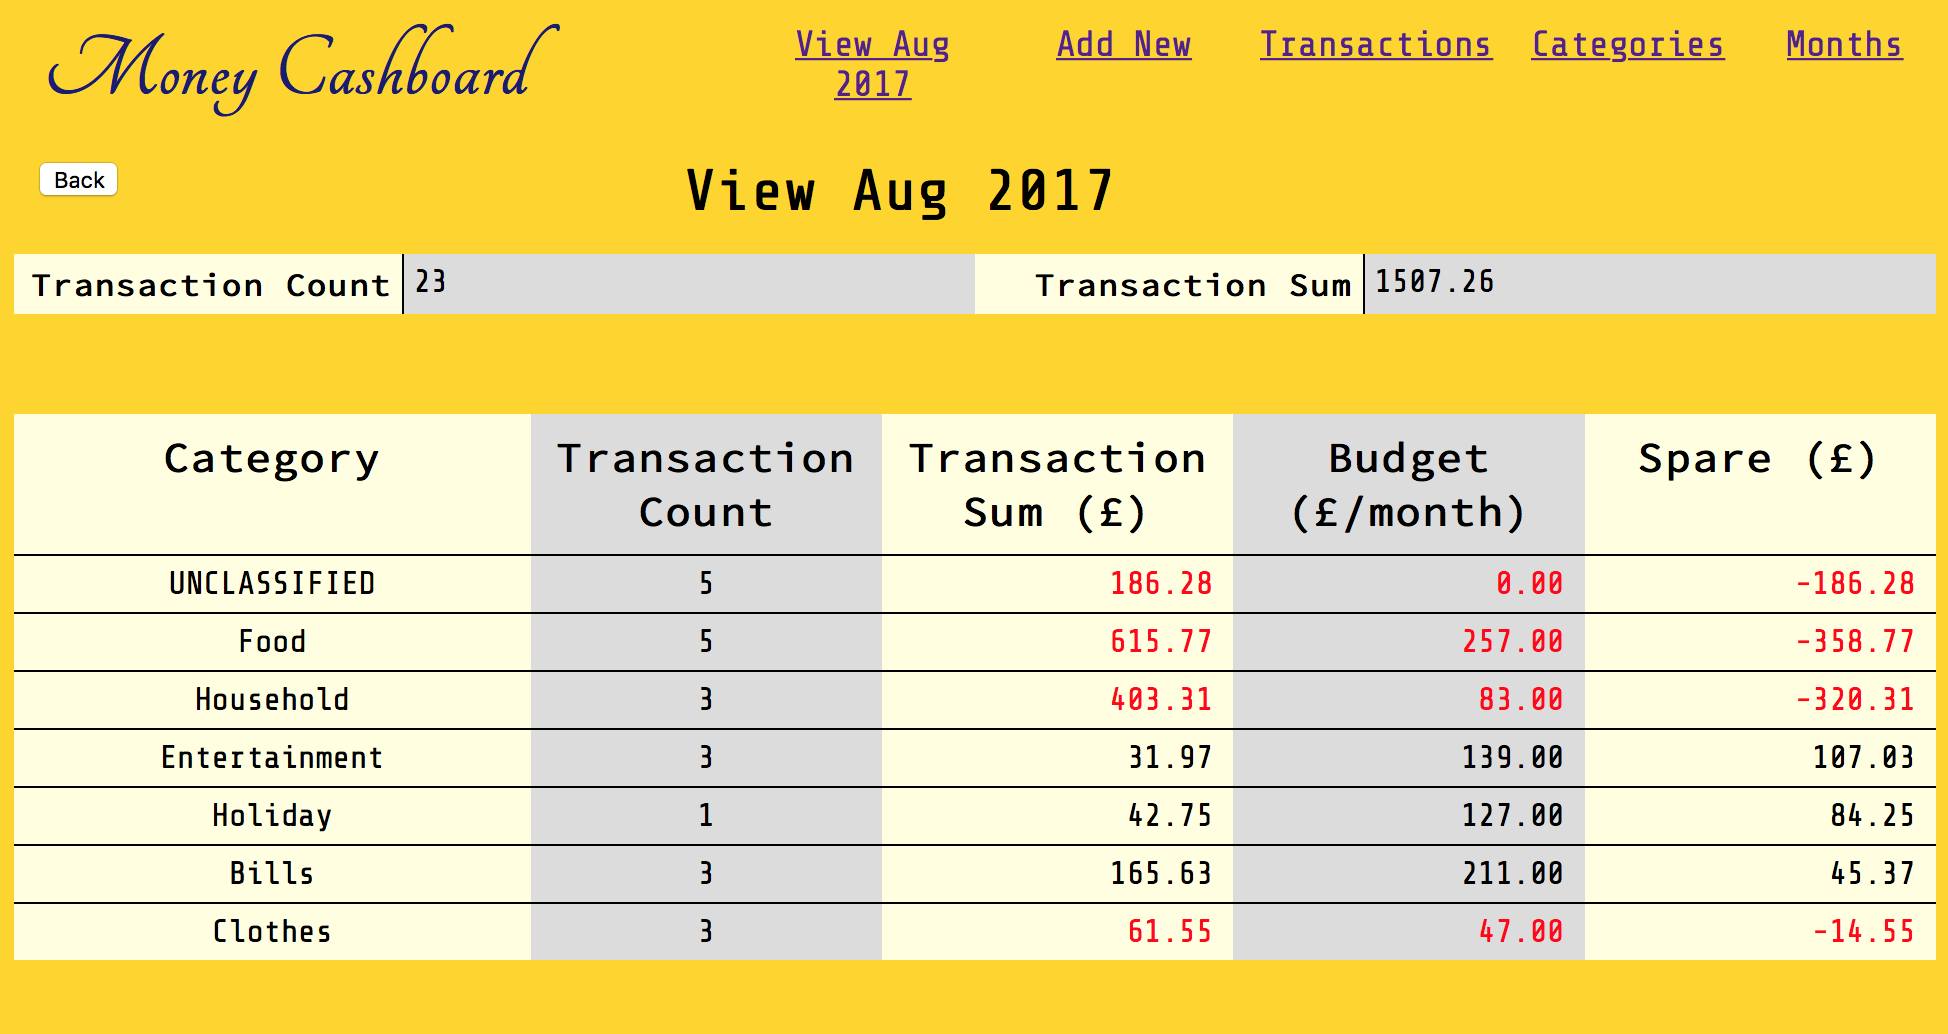 Money Cashboard
View Aug 2017
Add New
Transactions
Categories
Months
Back
View Aug 2017
Transaction Count 23 Transaction Sum 1507.26
Category Transaction Count Transaction Sum (£) Budget (£/month) Spare (£)
UNCLASSIFIED 5 186.28 0.00 -186.28
Food 5 615.77 257.00 -358.77
Household 3 403.31 83.00 -320.31
Entertainment 3 31.97 139.00 107.03
Holiday 1 42.75 127.00 84.25
Bills 3 165.63 211.00 45.37
Clothes 3 61.55 47.00 -14.55